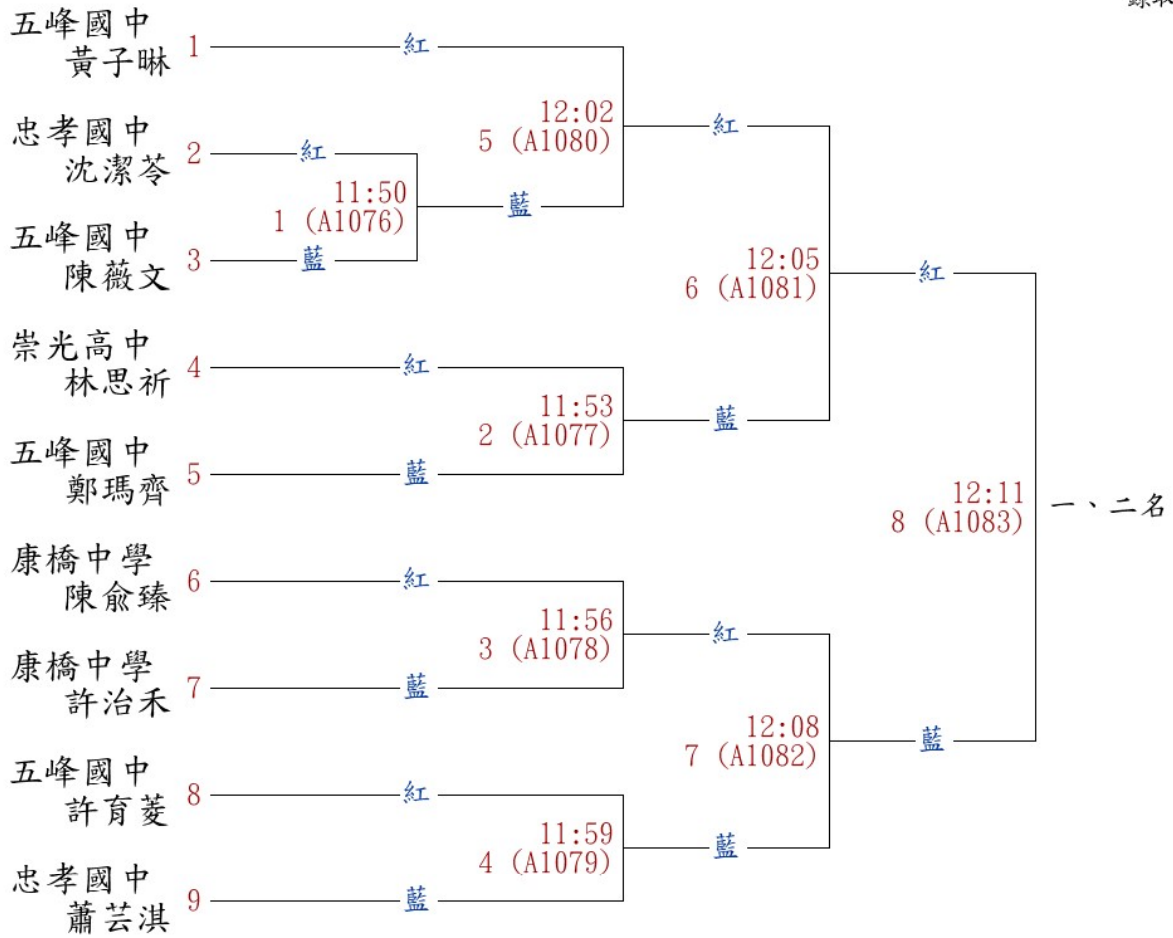 五峰國中
黃子晽 1 紅
12:02
5 (A1080) 紅
忠孝國中
沈潔苓 2 紅
11:50
1 (A1076) 藍
五峰國中
陳薇文 3 藍
12:05
6 (A1081) 紅
崇光高中
林思祈 4 紅
11:53
2 (A1077) 藍
五峰國中
鄭瑪齊 5 藍
12:11
8 (A1083) 一、二名
康橋中學
陳俞臻 6 紅
11:56
3 (A1078) 紅
康橋中學
許治禾 7 藍
12:08
7 (A1082) 藍
五峰國中
許育菱 8 紅
11:59
4 (A1079) 藍
忠孝國中
蕭芸淇 9 藍